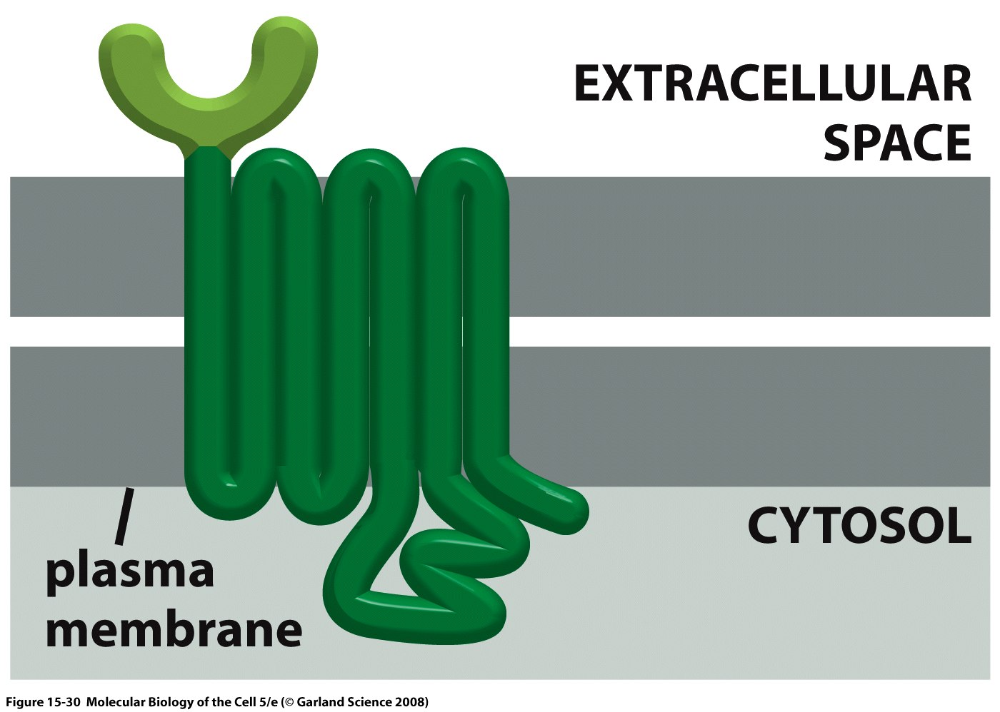 EXTRACELLULAR
SPACE
CYTOSOL
plasma
membrane
Figure 15-30 Molecular Biology of the Cell 5/e (© Garland Science 2008)